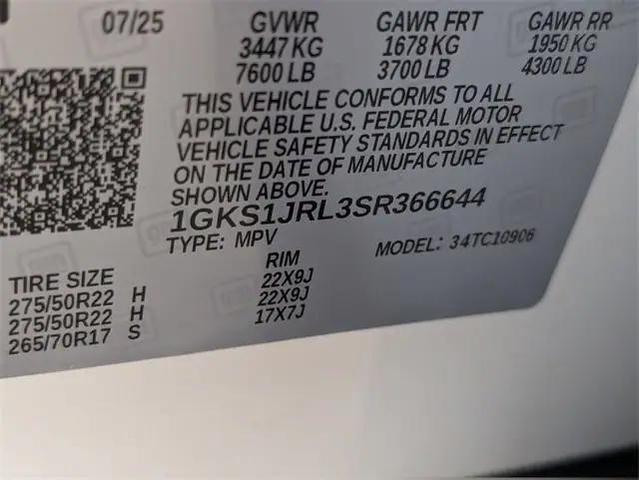 07/25 GVWR GAWR FRT GAWR RR
3447 KG 1678 KG 1950 KG
7600 LB 3700 LB 4300 LB
THIS VEHICLE CONFORMS TO ALL
APPLICABLE U.S. FEDERAL MOTOR
VEHICLE SAFETY STANDARDS IN EFFECT
ON THE DATE OF MANUFACTURE
SHOWN ABOVE.
1GKS1JRL3SR366644
TYPE: MPV MODEL: 34TC10906
TIRE SIZE RIM
275/50R22 H 22X9J
275/50R22 H 22X9J
265/70R17 S 17X7J